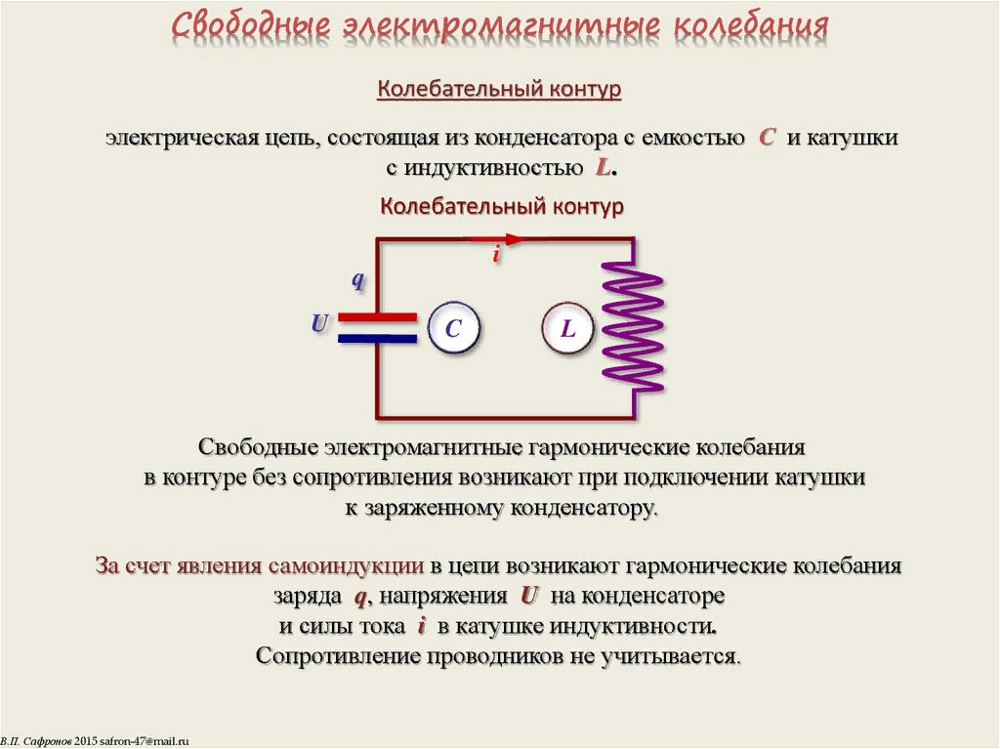 Свободные электромагнитные колебания
Колебательный контур
электрическая цепь, состоящая из конденсатора с емкостью C и катушки
с индуктивностью L.
Колебательный контур
i
q
U
C
L
Свободные электромагнитные гармонические колебания
в контуре без сопротивления возникают при подключении катушки
к заряженному конденсатору.
За счет явления самоиндукции в цепи возникают гармонические колебания
заряда q, напряжения U на конденсаторе
и силы тока i в катушке индуктивности.
Сопротивление проводников не учитывается.
В.П. Сафронов 2015 safron-47@mail.ru